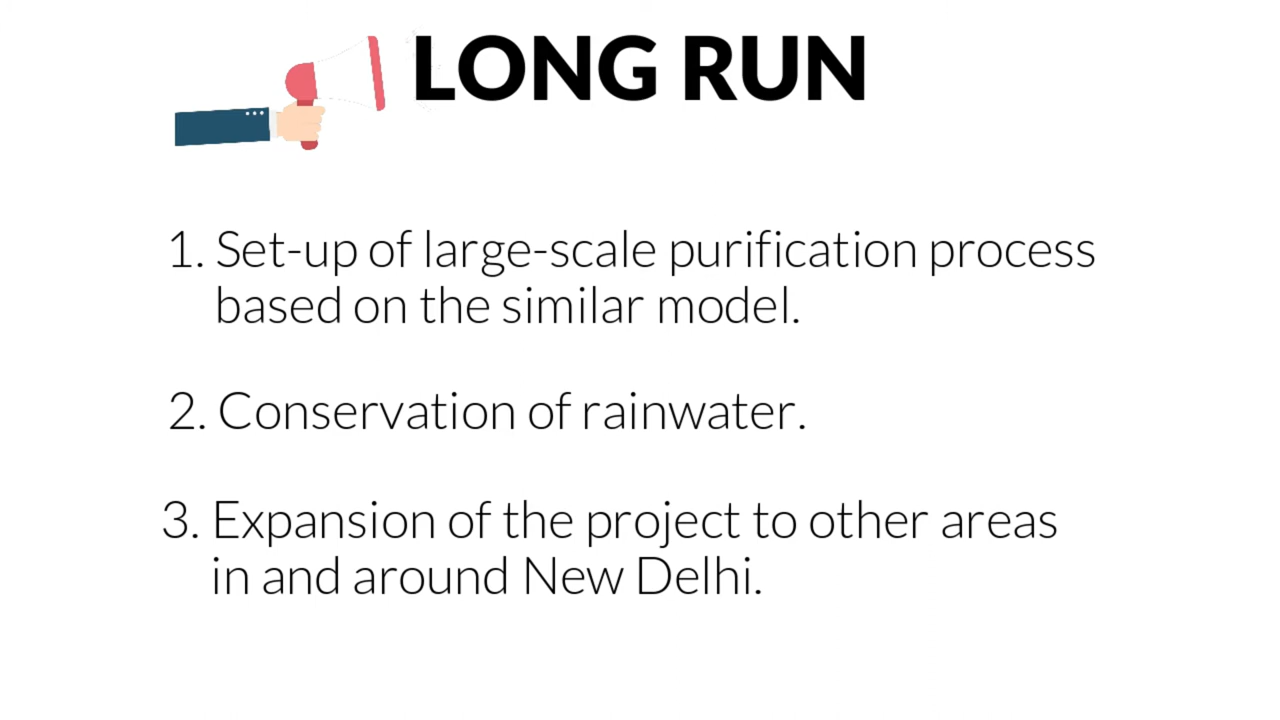 LONG RUN
1. Set-up of large-scale purification process
based on the similar model.
2. Conservation of rainwater.
3. Expansion of the project to other areas
in and around New Delhi.